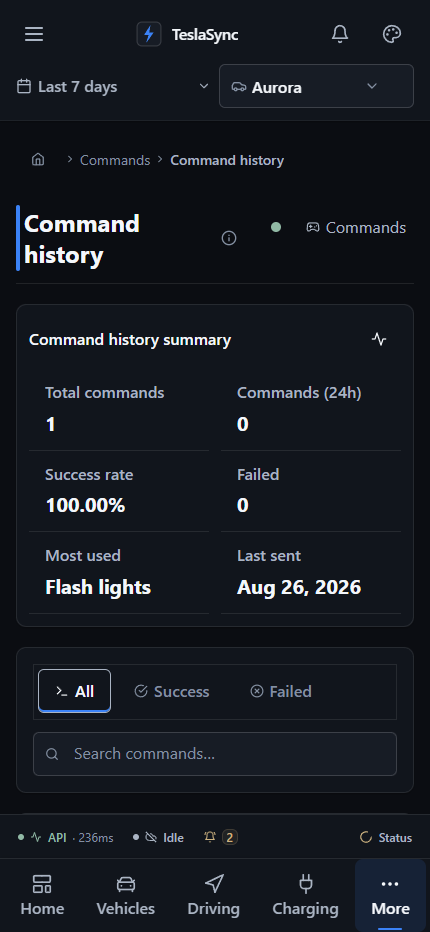 TeslaSync
Last 7 days
Aurora
Commands
Command history
Command
history
Commands
Command history summary
Total commands
1
Commands (24h)
0
Success rate
100.00%
Failed
0
Most used
Flash lights
Last sent
Aug 26, 2026
All
Success
Failed
Search commands...
API · 236ms
Idle
2
Status
Home
Vehicles
Driving
Charging
More